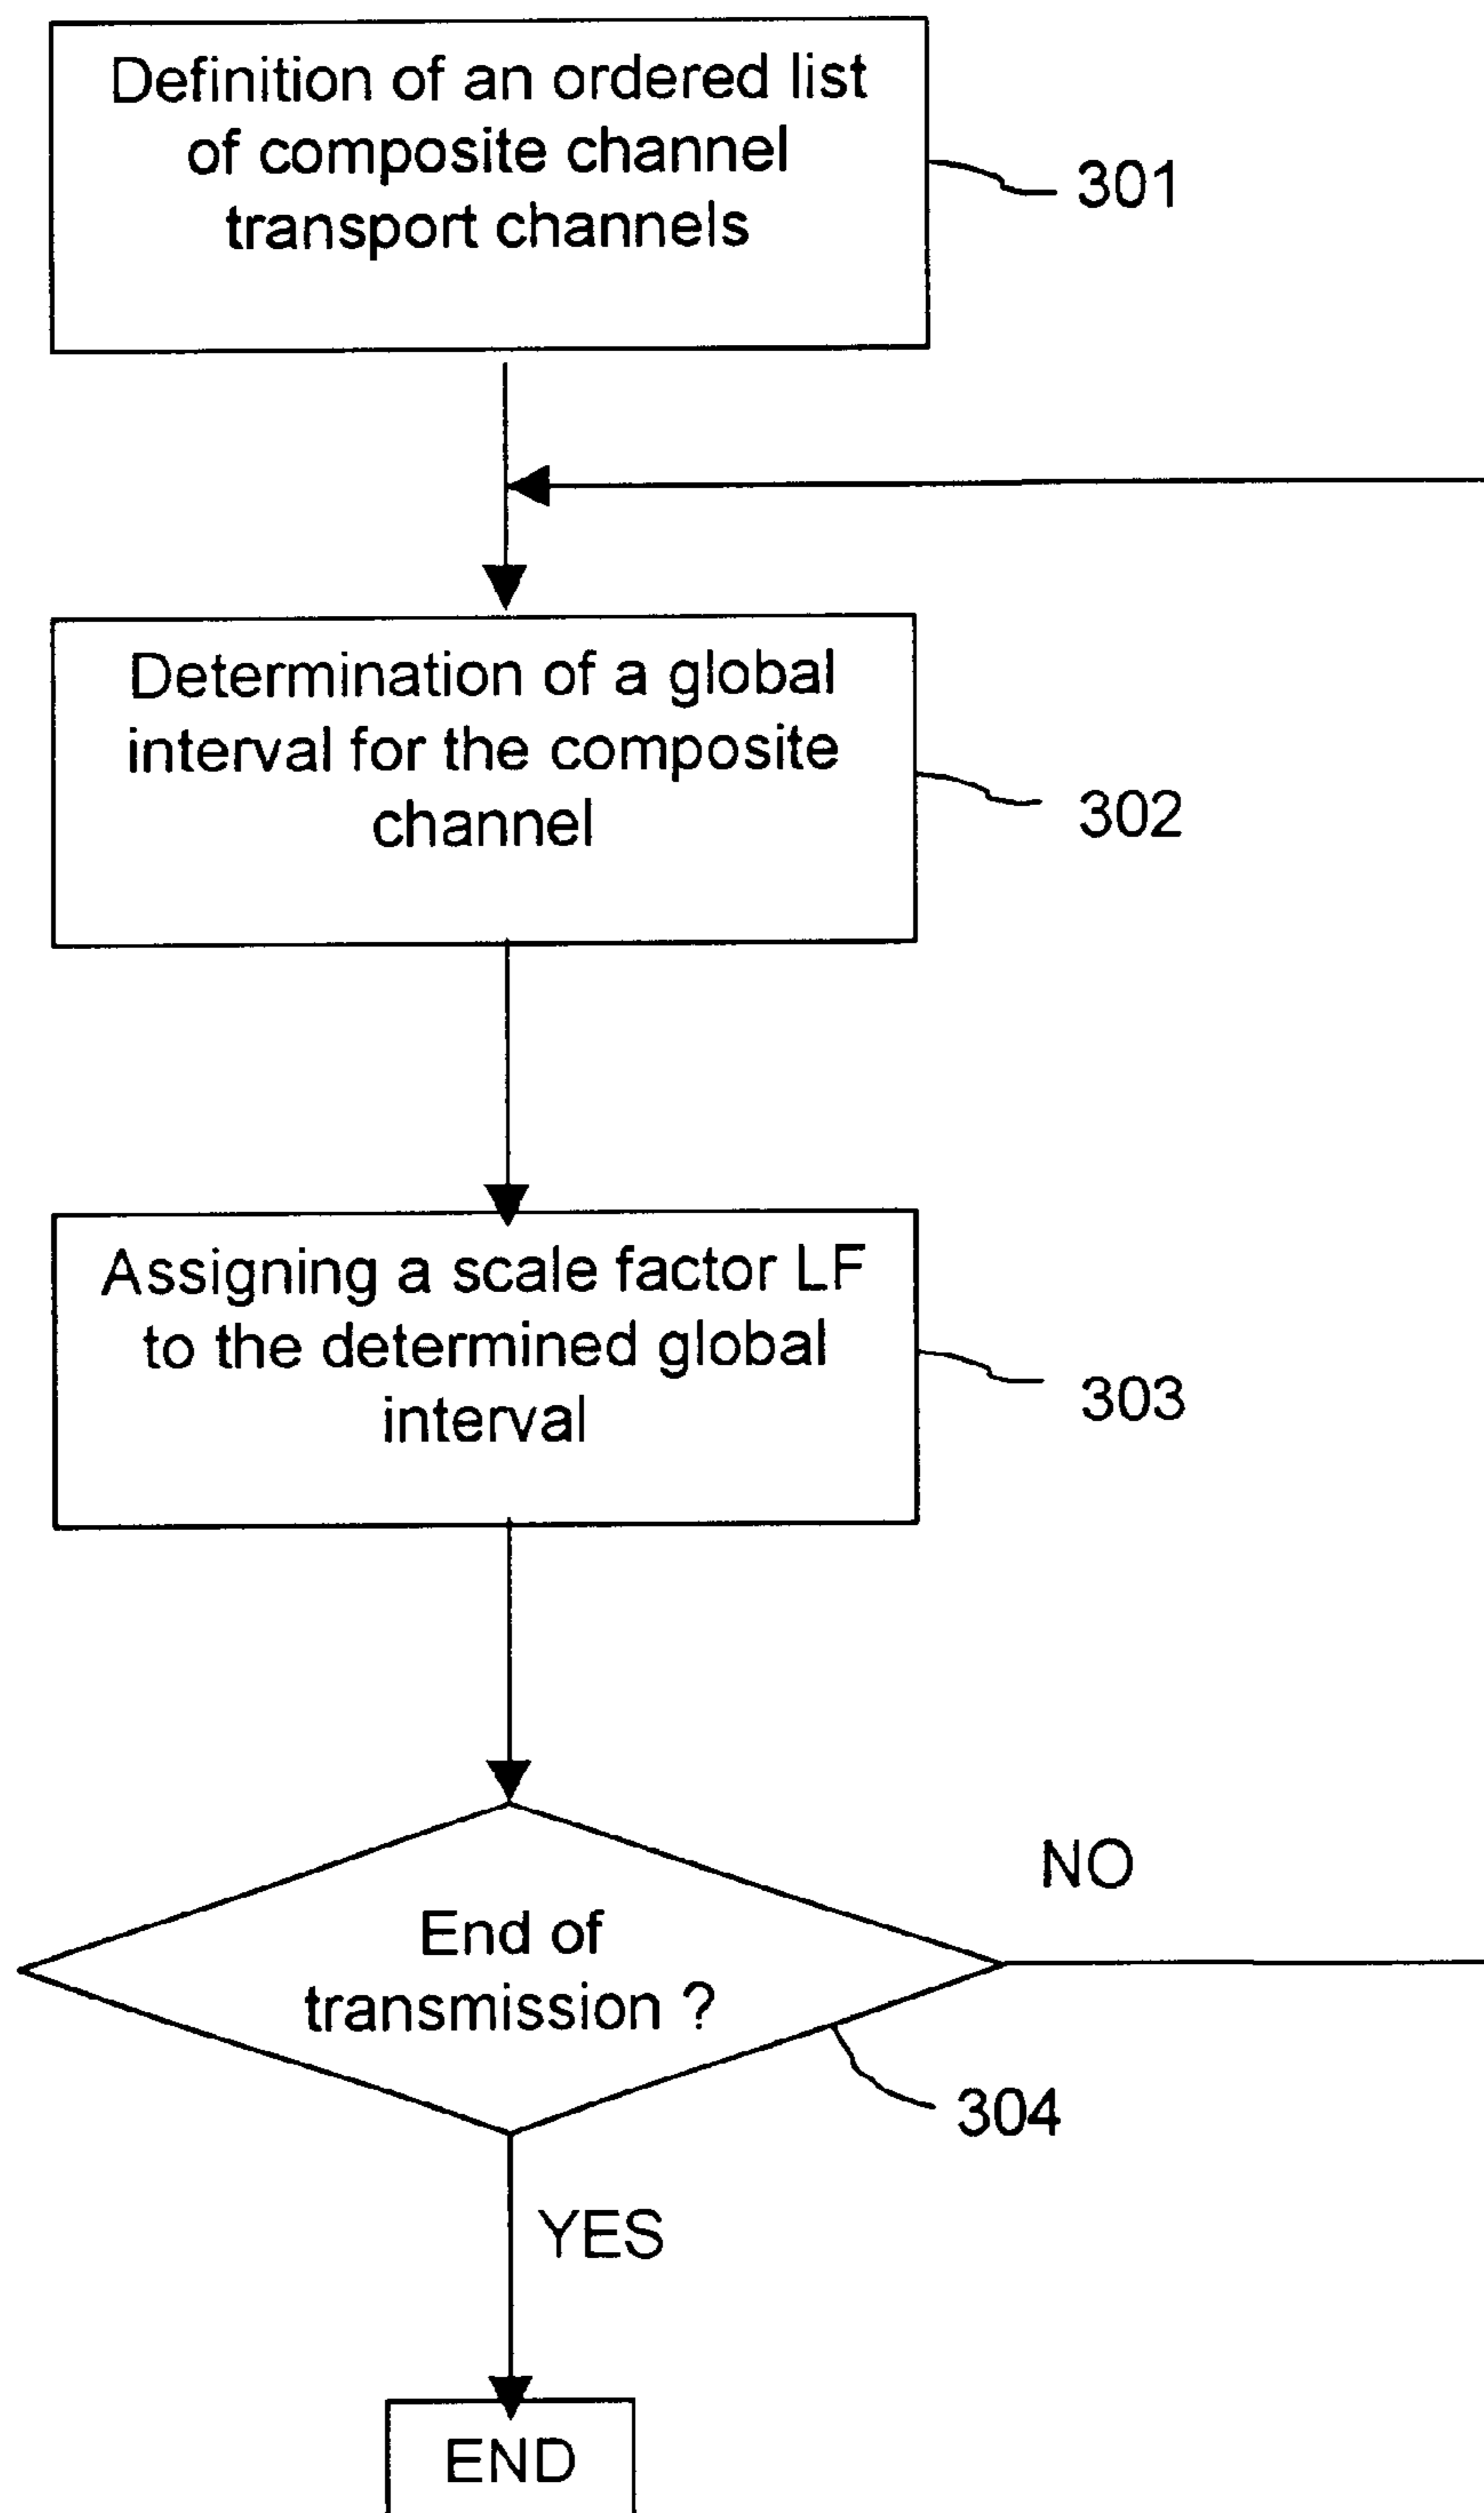 Definition of an ordered list
of composite channel
transport channels
301
Determination of a global
interval for the composite
channel
302
Assigning a scale factor LF
to the determined global
interval
303
NO
End of
transmission ?
304
YES
END